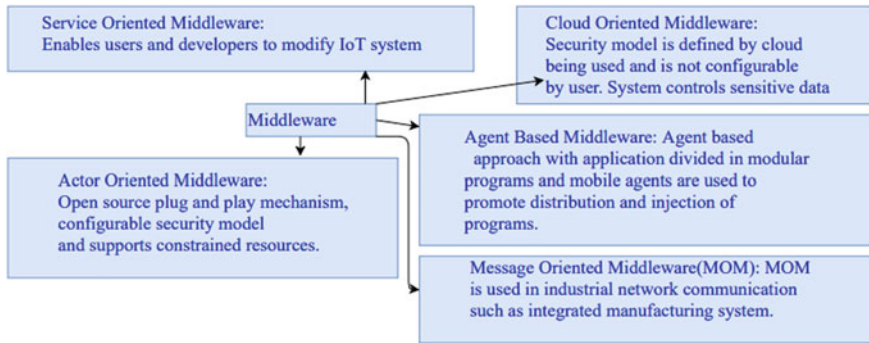 Service Oriented Middleware:
Enables users and developers to modify IoT system
Cloud Oriented Middleware:
Security model is defined by cloud
being used and is not configurable
by user. System controls sensitive data
Middleware
Agent Based Middleware: Agent based
approach with application divided in modular
programs and mobile agents are used to
promote distribution and injection of
programs.
Actor Oriented Middleware:
Open source plug and play mechanism,
configurable security model
and supports constrained resources.
Message Oriented Middleware(MOM): MOM
is used in industrial network communication
such as integrated manufacturing system.